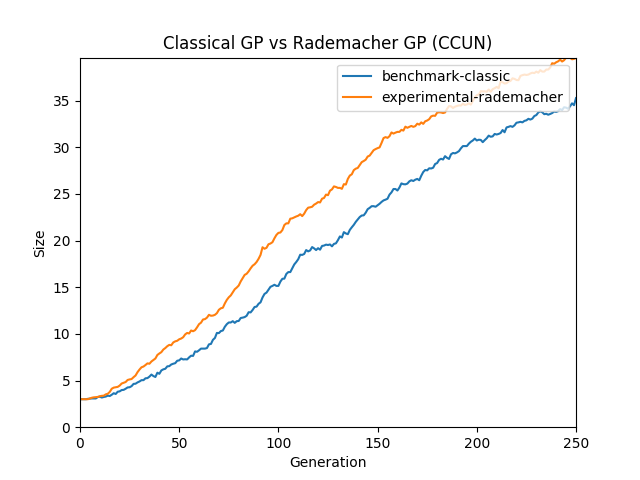 Classical GP vs Rademacher GP (CCUN)
benchmark-classic
experimental-rademacher
35
30
25
20
15
10
5
0
Size
0 50 100 150 200 250
Generation